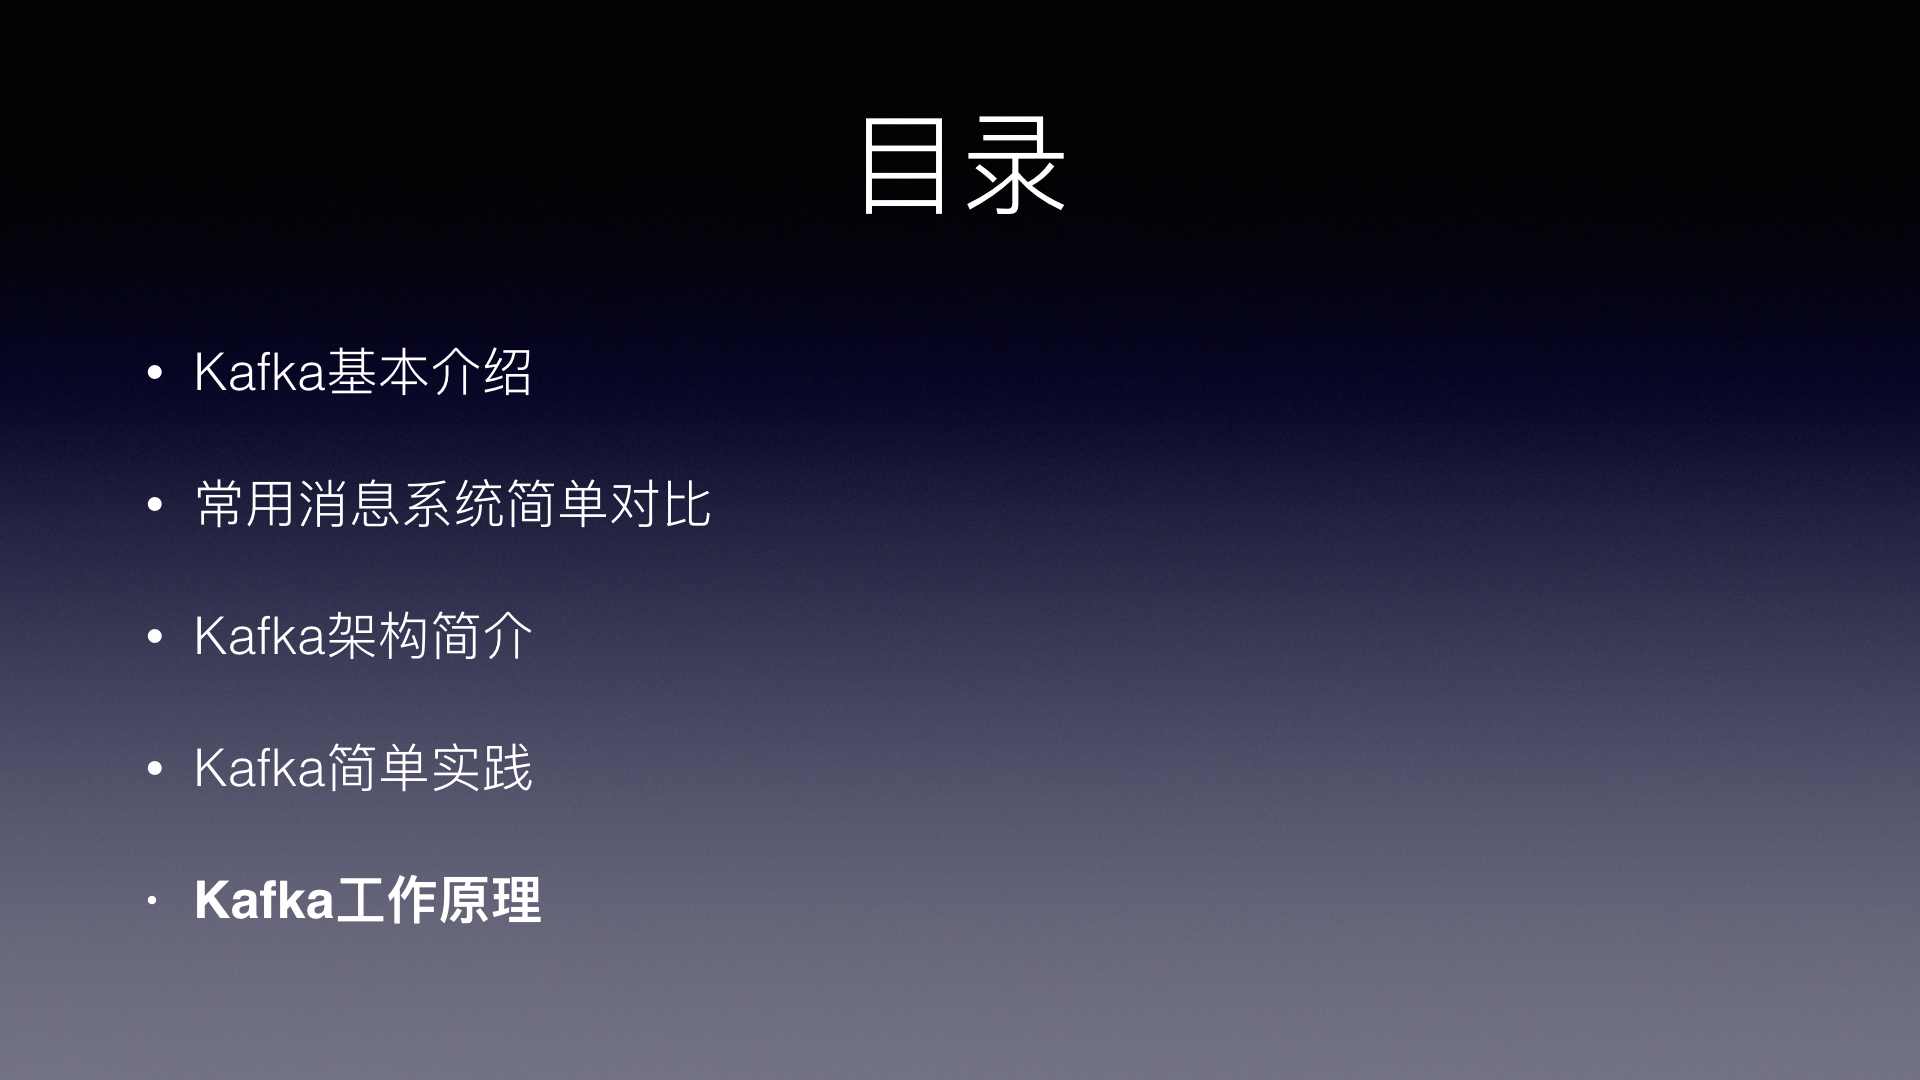 目录
• Kafka基本介绍
• 常用消息系统简单对比
• Kafka架构简介
• Kafka简单实践
• Kafka工作原理